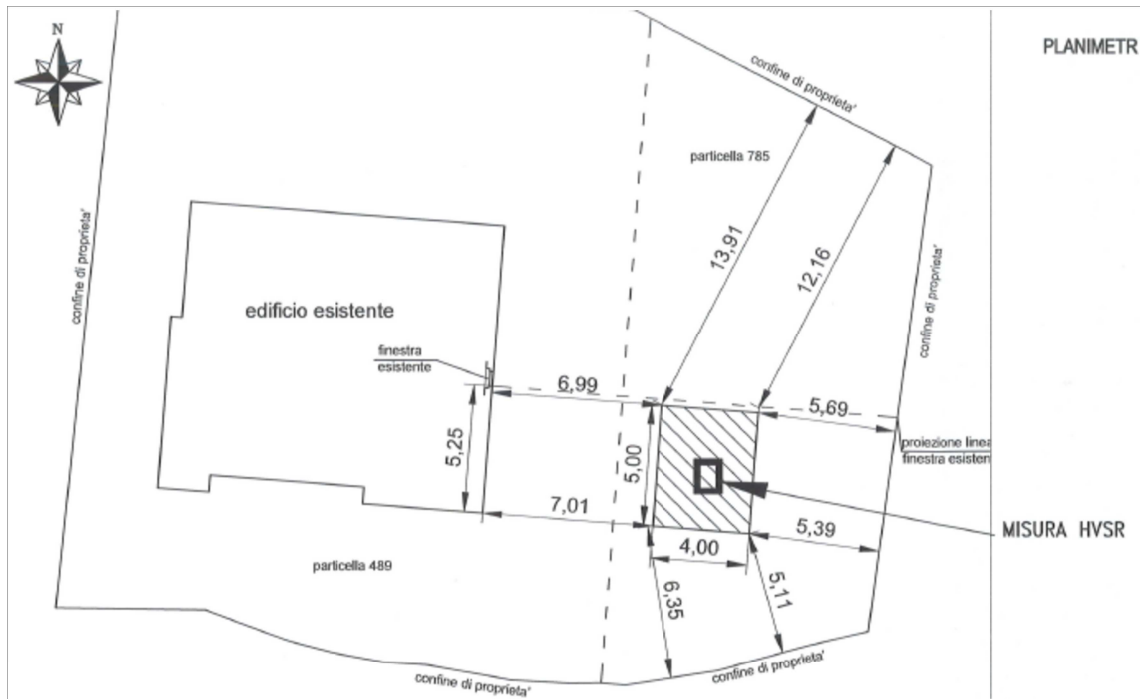 N
PLANIMETR
confine di proprieta'
particella 785
confine di proprieta'
13,91
12,16
confine di proprieta'
edificio esistente
finestra
esistente
6,99
5,69
5,25
5,00
proiezione linea
finestra esisten
7,01
5,39
MISURA HVSR
4,00
particella 489
6,35
5,11
confine di proprieta'
confine di proprieta'